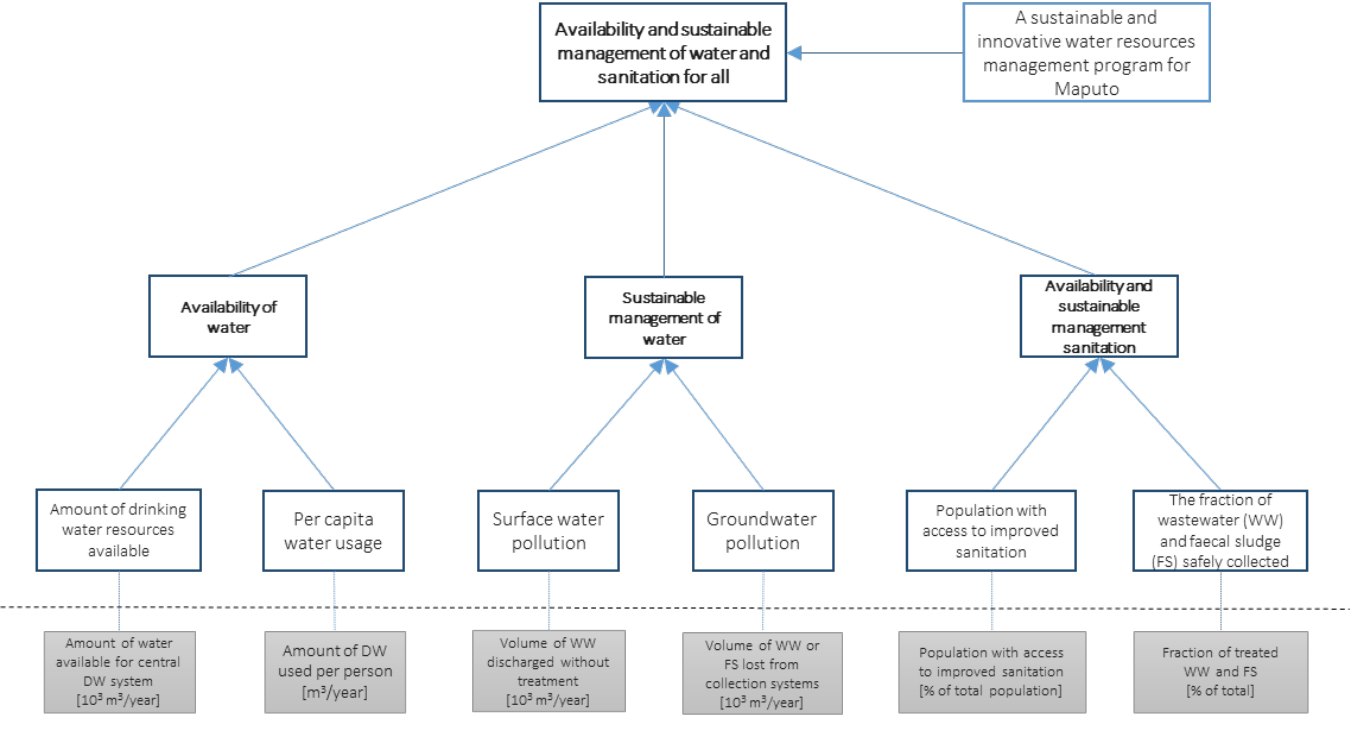 Availability and sustainable
management of water and
sanitation for all
A sustainable and
innovative water resources
management program for
Maputo
Availability of
water
Sustainable
management of
water
Availability and
sustainable
management
sanitation
Amount of drinking
water resources
available
Per capita
water usage
Surface water
pollution
Groundwater
pollution
Population with
access to improved
sanitation
The fraction of
wastewater (WW)
and faecal sludge
(FS) safely collected
Amount of water
available for central
DW system
[10³ m³/year]
Amount of DW
used per person
[m³/year]
Volume of WW
discharged without
treatment
[10³ m³/year]
Volume of WW or
FS lost from
collection systems
[10³ m³/year]
Population with access
to improved sanitation
[% of total population]
Fraction of treated
WW and FS
[% of total]